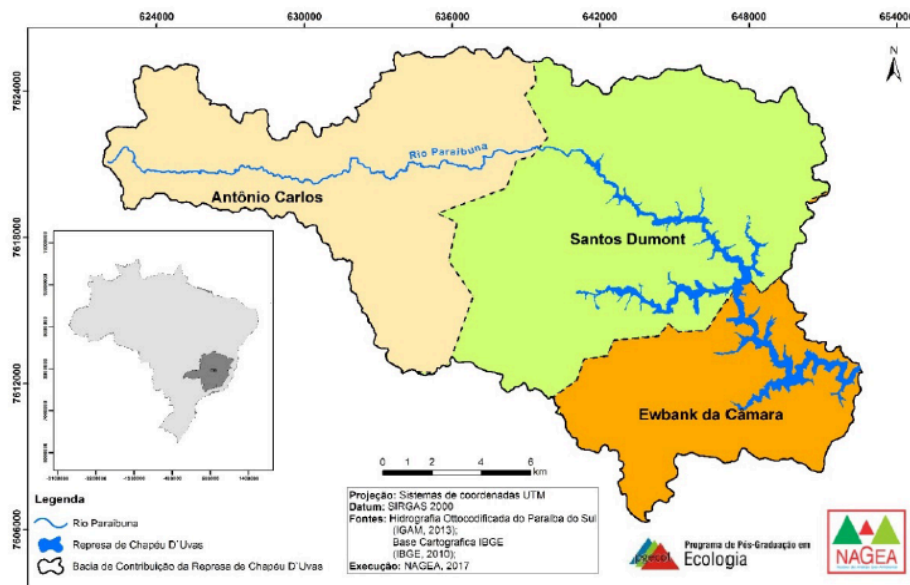 624000 630000 636000 642000 648000 654000
7624000
7618000
7612000
7606000
N
Rio Paraibuna
Antônio Carlos
Santos Dumont
Ewbank da Câmara
0 2 4 6
km
Legenda
Rio Paraibuna
Represa de Chapéu D`Uvas
Bacia de Contribuição da Represa de Chapéu D`Uvas
Projeção: Sistemas de coordenadas UTM
Datum: SIRGAS 2000
Fontes: Hidrografia Ottocodificada do Paraíba do Sul
(IGAM, 2013);
Base Cartografica IBGE
(IBGE, 2010);
Execução: NAGEA, 2017
Programa de Pós-Graduação em
Ecologia
NAGEA